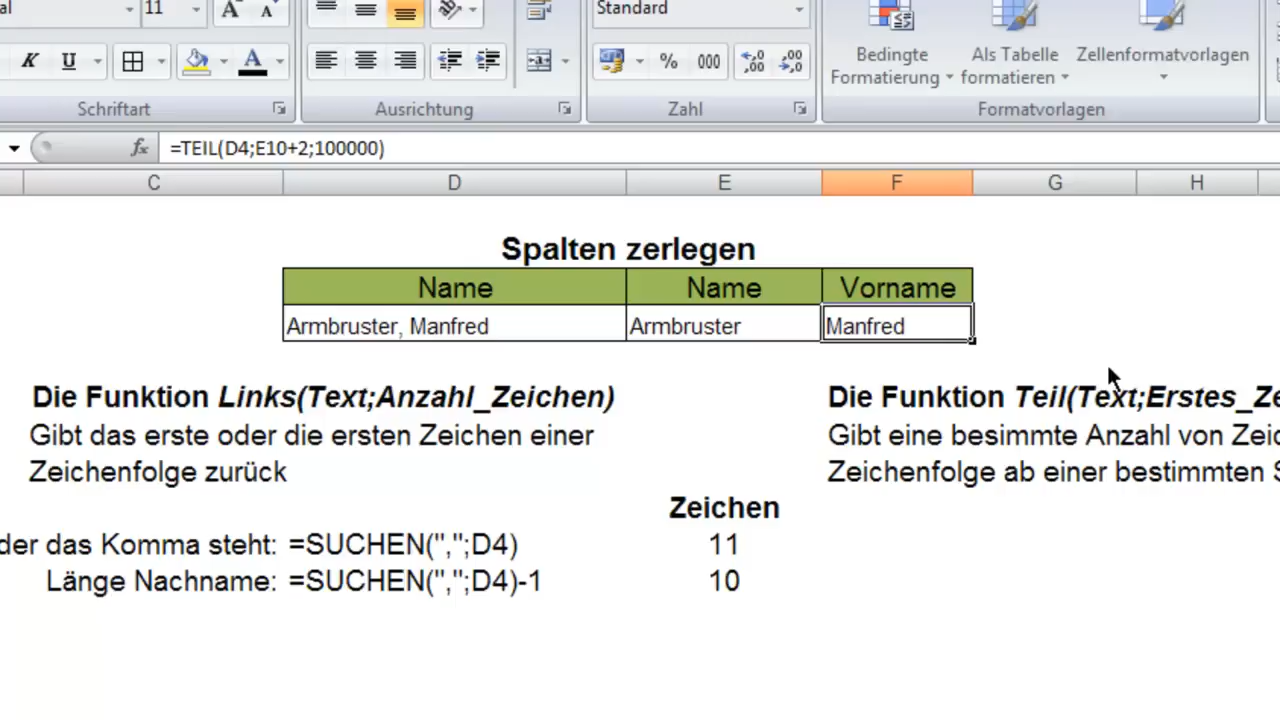 11
Standard
K U
% 000
Bedingte Formatierung
Als Tabelle formatieren
Zellenformatvorlagen
Schriftart
Ausrichtung
Zahl
Formatvorlagen
fx =TEIL(D4;E10+2;100000)
C D E F G H
Spalten zerlegen
Name Name Vorname
Armbruster, Manfred Armbruster Manfred
Die Funktion Links(Text;Anzahl_Zeichen)
Gibt das erste oder die ersten Zeichen einer
Zeichenfolge zurück
Die Funktion Teil(Text;Erstes_Ze
Gibt eine besimmte Anzahl von Zeic
Zeichenfolge ab einer bestimmten S
Zeichen
der das Komma steht: =SUCHEN(",";D4) 11
Länge Nachname: =SUCHEN(",";D4)-1 10